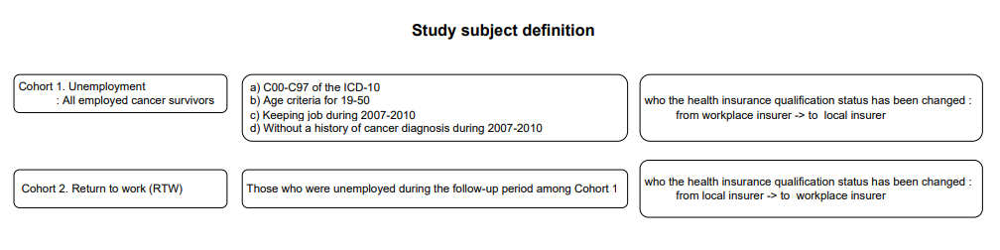 Study subject definition
Cohort 1. Unemployment
: All employed cancer survivors
a) C00-C97 of the ICD-10
b) Age criteria for 19-50
c) Keeping job during 2007-2010
d) Without a history of cancer diagnosis during 2007-2010
who the health insurance qualification status has been changed :
from workplace insurer -> to local insurer
Cohort 2. Return to work (RTW)
Those who were unemployed during the follow-up period among Cohort 1
who the health insurance qualification status has been changed :
from local insurer -> to workplace insurer